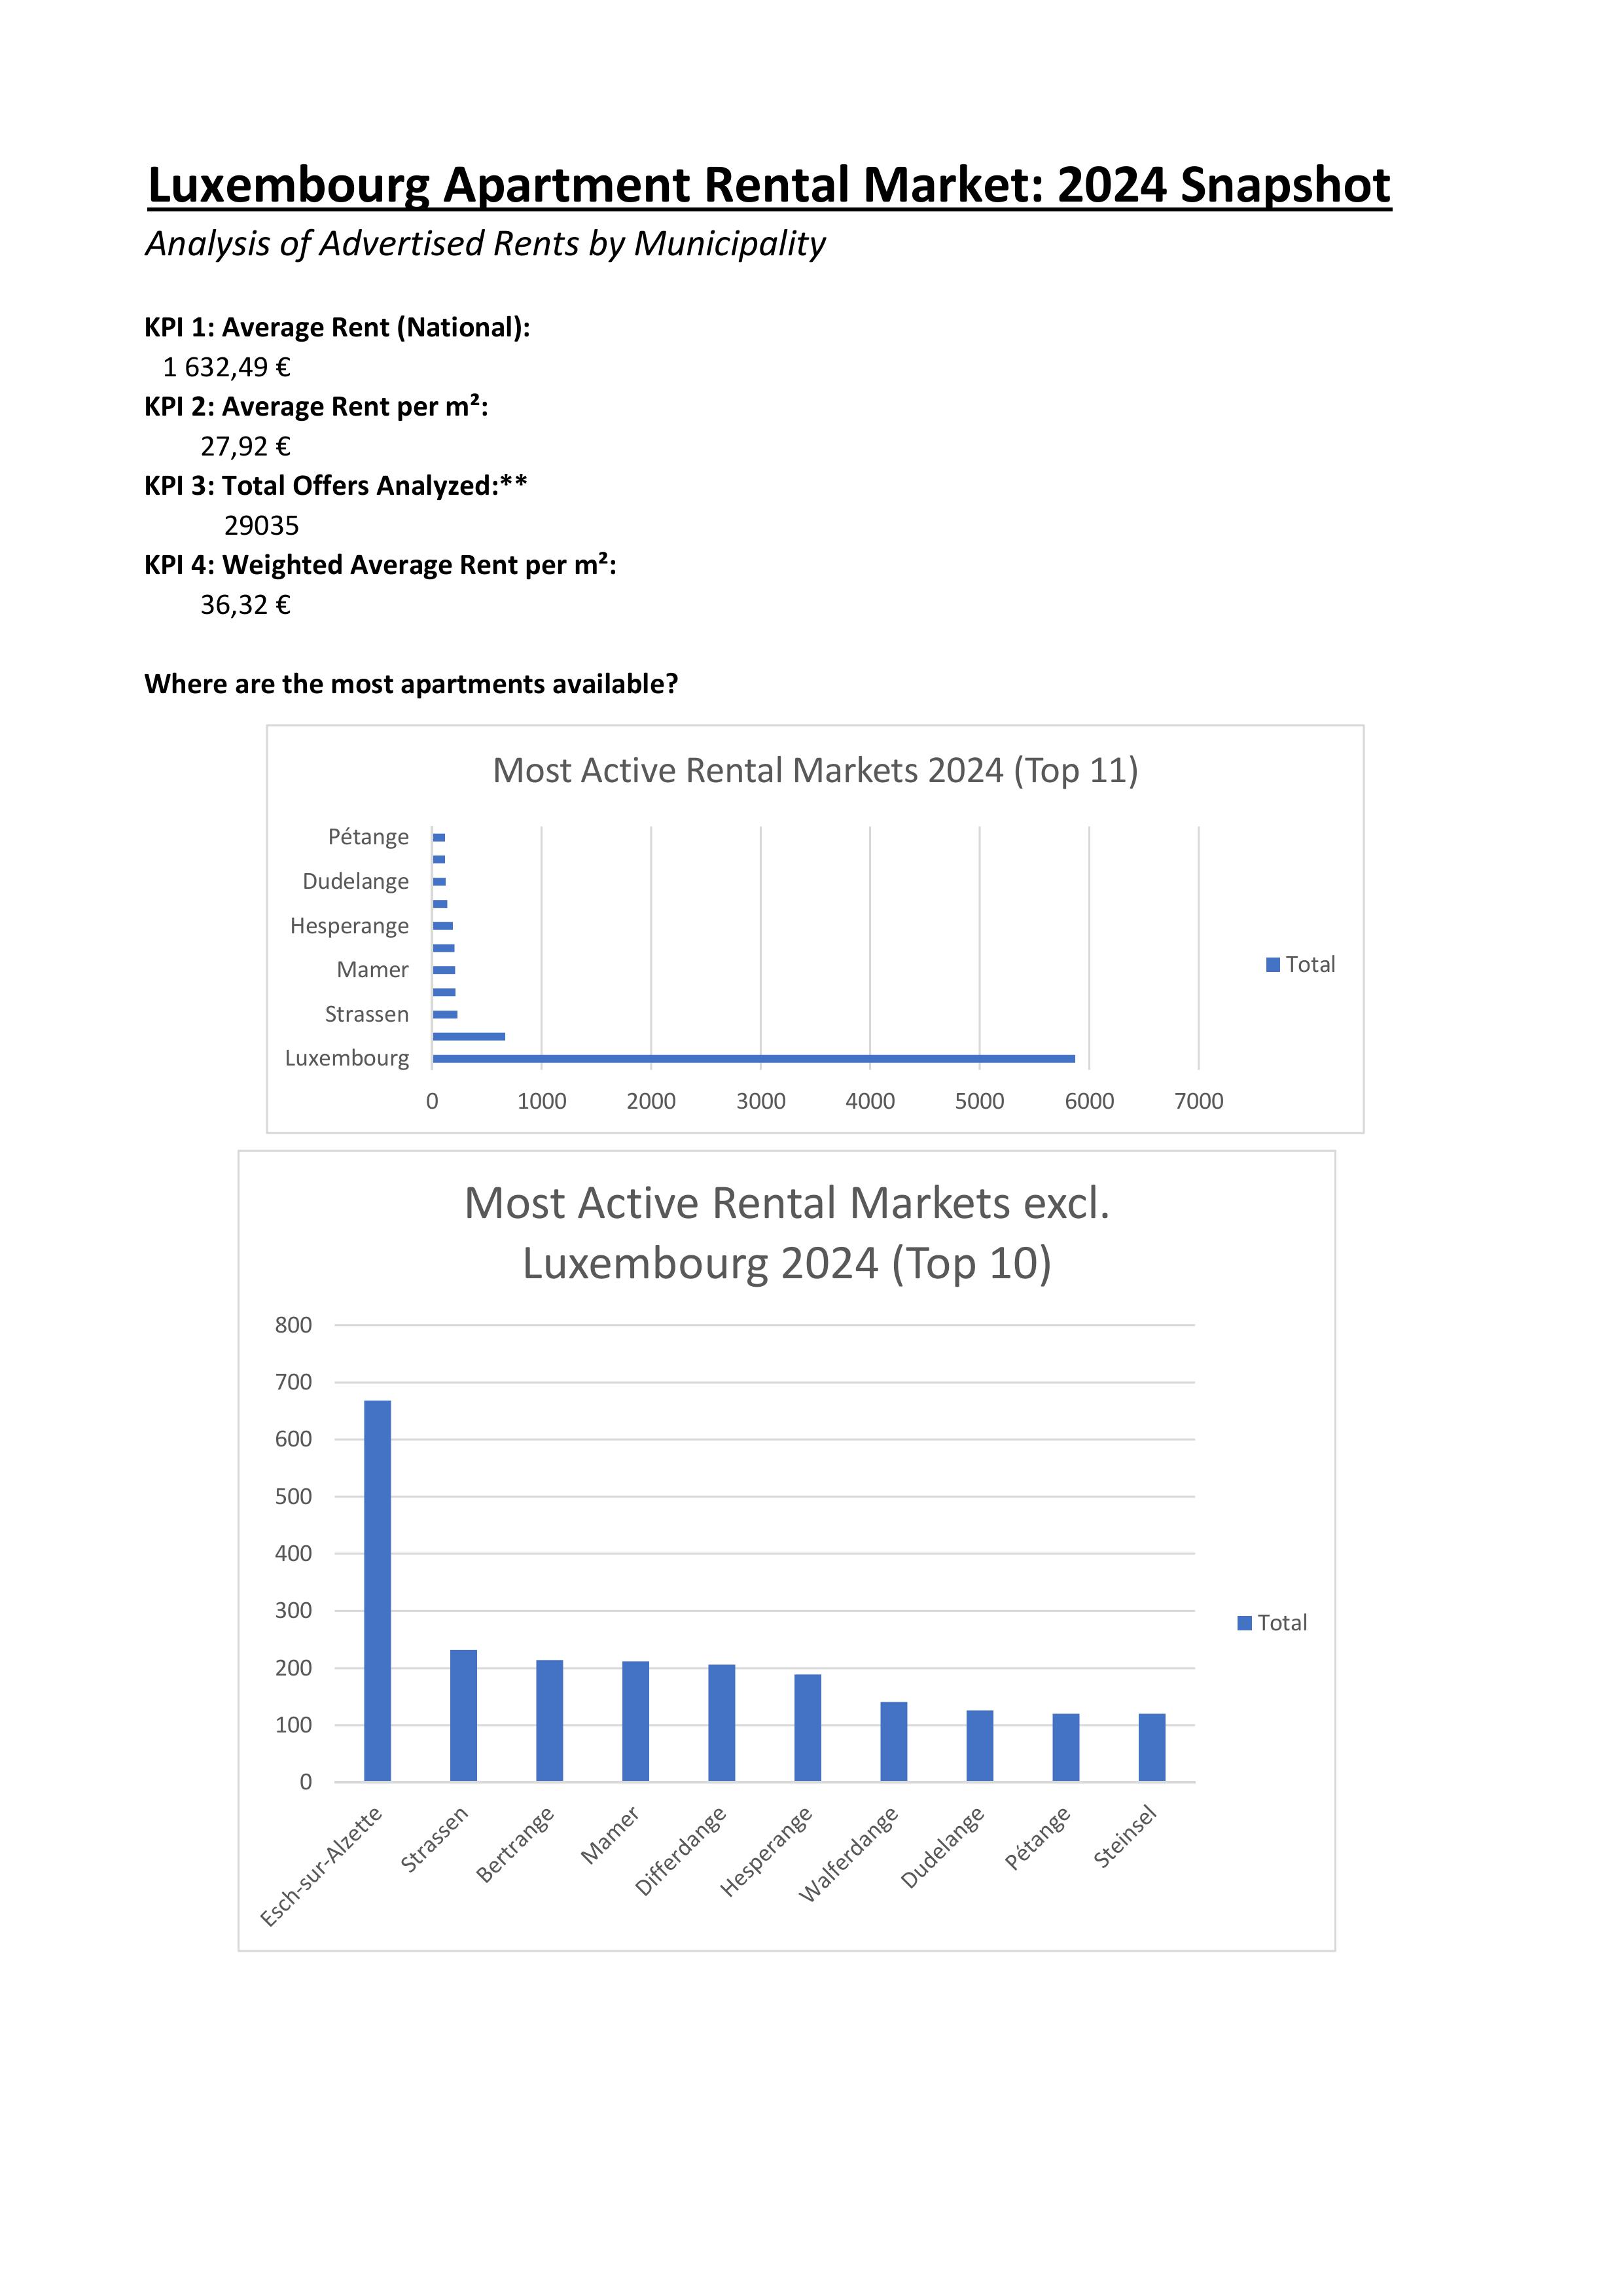 Luxembourg Apartment Rental Market: 2024 Snapshot
Analysis of Advertised Rents by Municipality
KPI 1: Average Rent (National):
1 632,49 €
KPI 2: Average Rent per m²:
27,92 €
KPI 3: Total Offers Analyzed:**
29035
KPI 4: Weighted Average Rent per m²:
36,32 €
Where are the most apartments available?
Most Active Rental Markets 2024 (Top 11)
Pétange
Dudelange
Hesperange
Mamer
Strassen
Luxembourg
0 1000 2000 3000 4000 5000 6000 7000
Total
Most Active Rental Markets excl.
Luxembourg 2024 (Top 10)
800
700
600
500
400
300
200
100
0
Esch-sur-Alzette
Strassen
Bertrange
Mamer
Differdange
Hesperange
Walferdange
Dudelange
Pétange
Steinsel
Total